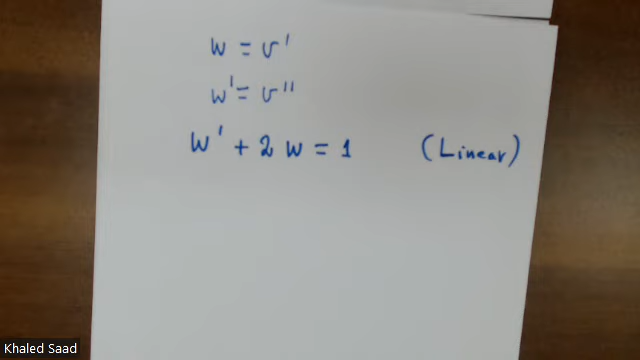 w = v'
w' = v''
w' + 2 w = 1 (Linear)
Khaled Saad